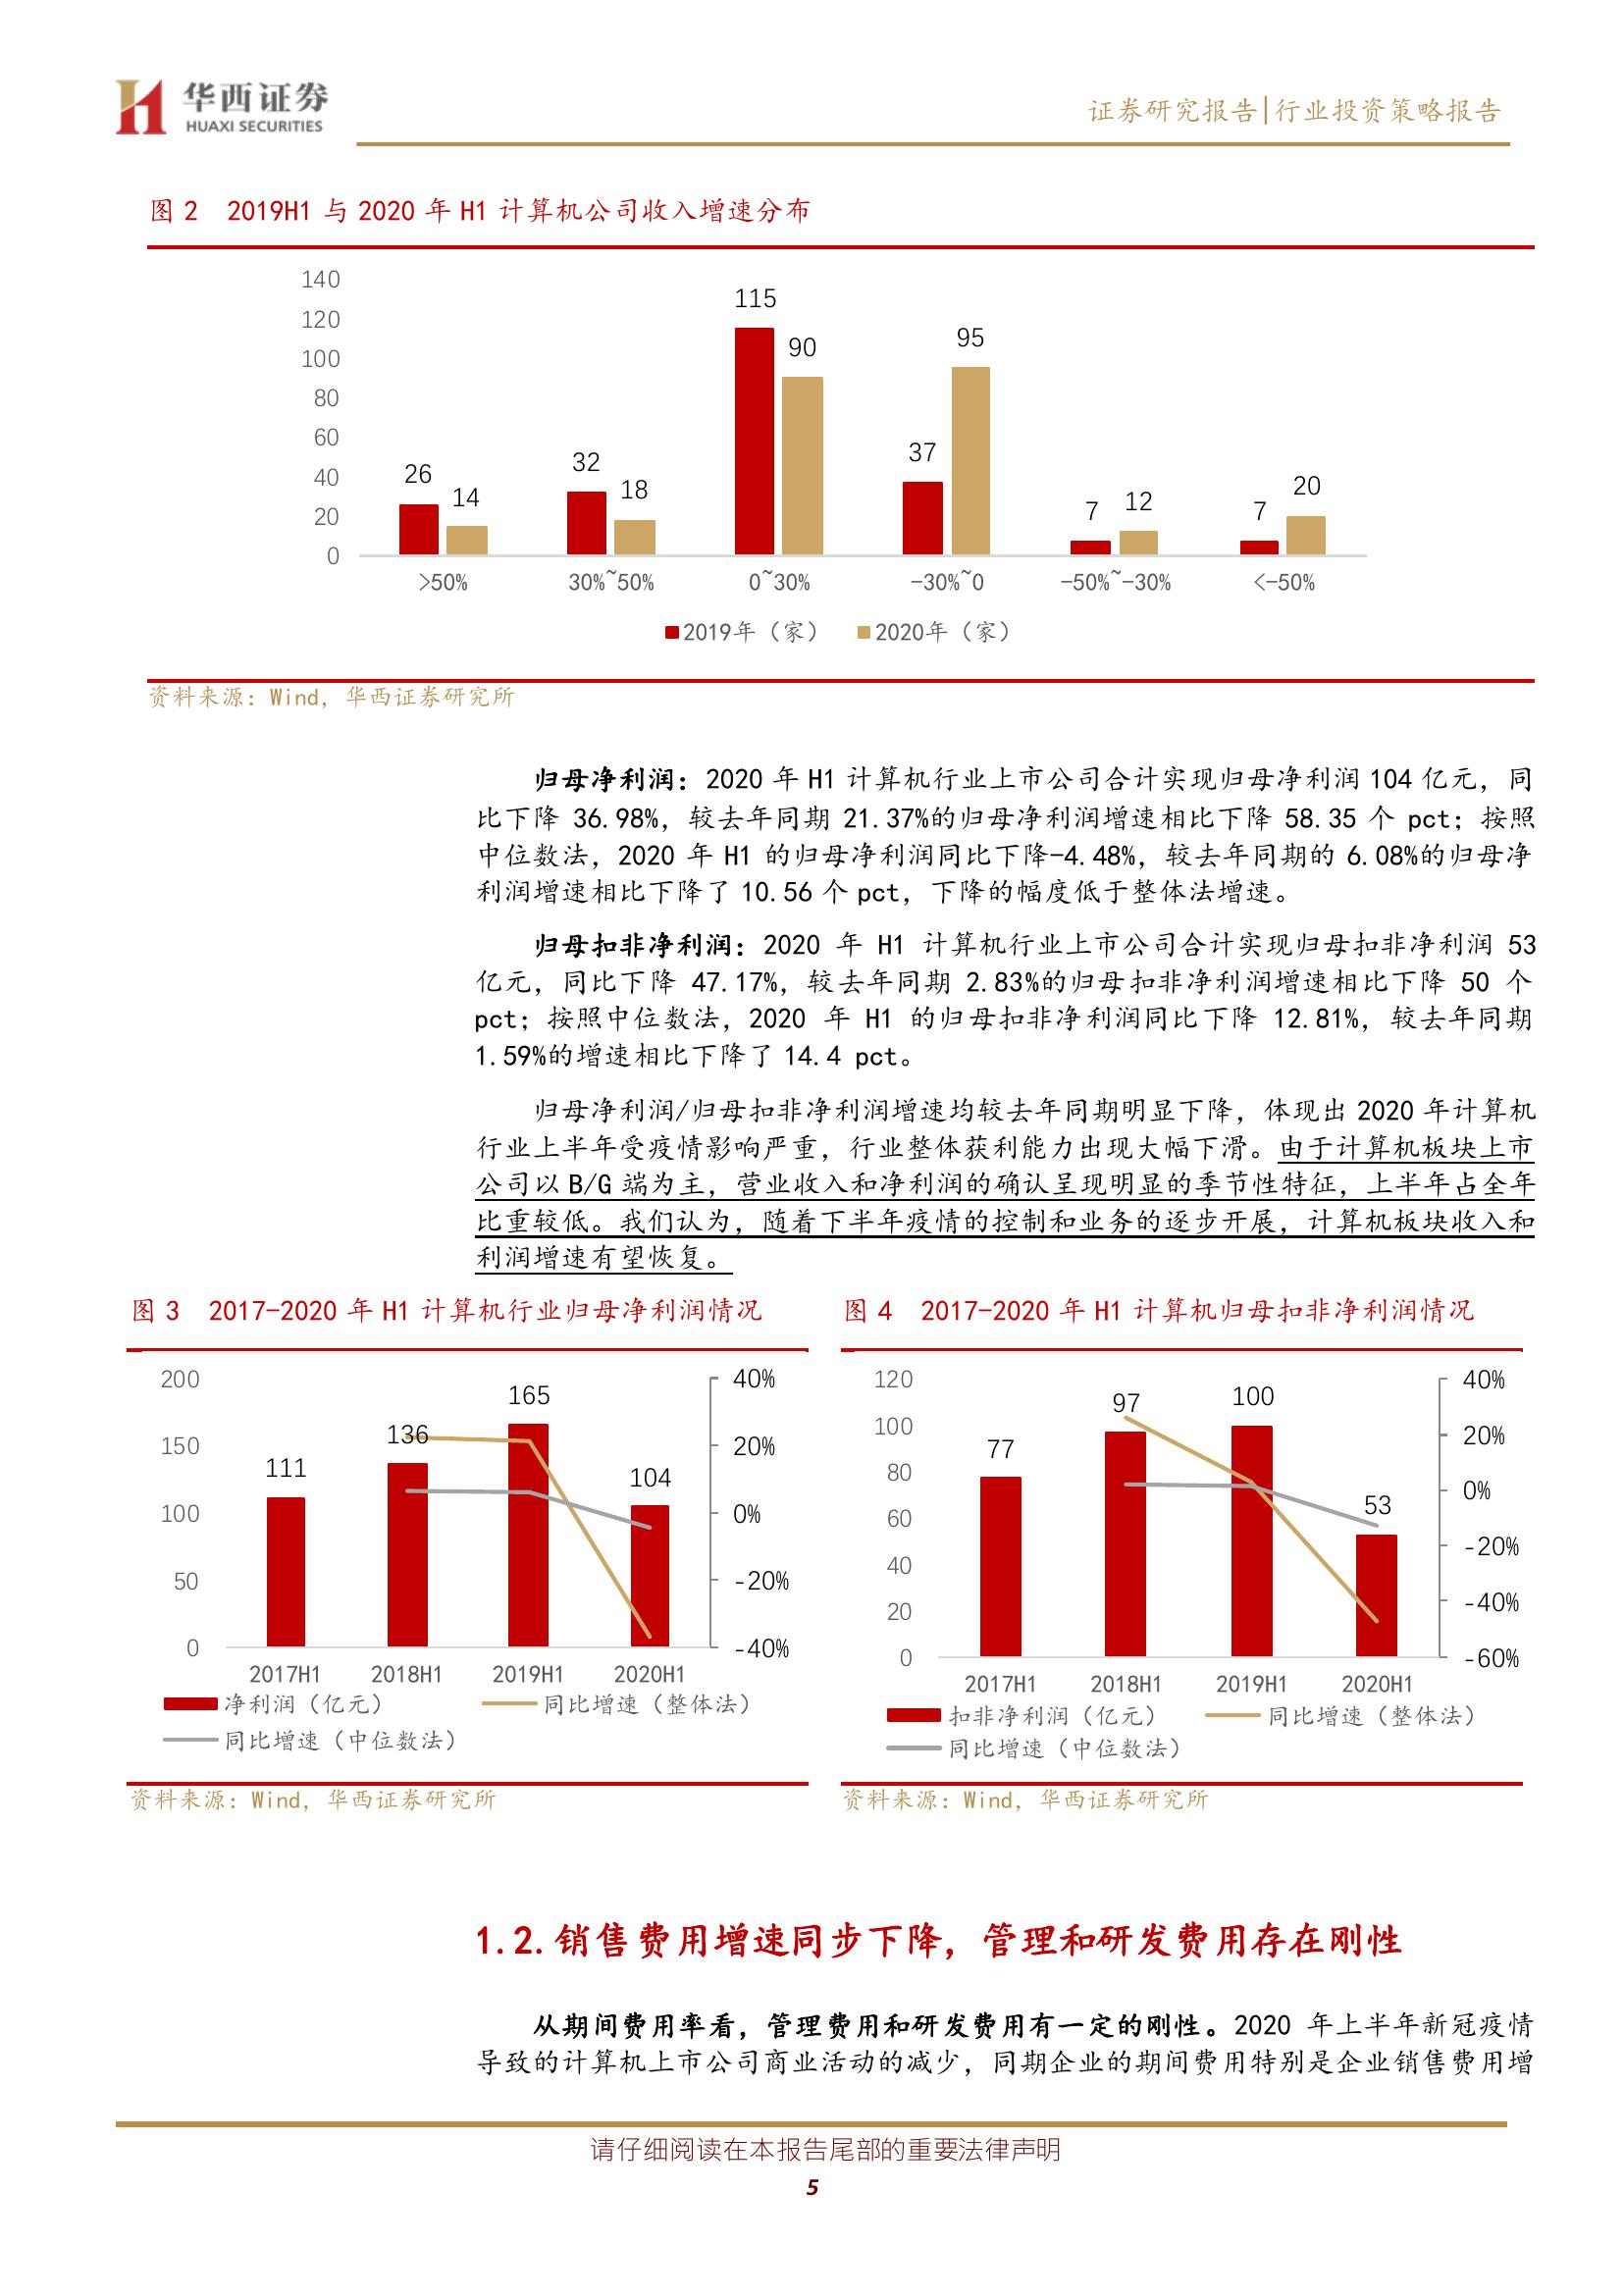 华西证券
HUAXI SECURITIES
证券研究报告|行业投资策略报告
图 2 2019H1 与 2020 年 H1 计算机公司收入增速分布
140
120
100
80
60
40
20
0
26
14
32
18
115
90
37
95
7
12
7
20
>50%
30%~50%
0~30%
-30%~0
-50%~-30%
<-50%
2019年（家）
2020年（家）
资料来源：Wind，华西证券研究所
归母净利润：2020 年 H1 计算机行业上市公司合计实现归母净利润 104 亿元，同
比下降 36.98%，较去年同期 21.37%的归母净利润增速相比下降 58.35 个 pct；按照
中位数法，2020 年 H1 的归母净利润同比下降-4.48%，较去年同期的 6.08%的归母净
利润增速相比下降了 10.56 个 pct，下降的幅度低于整体法增速。
归母扣非净利润：2020 年 H1 计算机行业上市公司合计实现归母扣非净利润 53
亿元，同比下降 47.17%，较去年同期 2.83%的归母扣非净利润增速相比下降 50 个
pct；按照中位数法，2020 年 H1 的归母扣非净利润同比下降 12.81%，较去年同期
1.59%的增速相比下降了 14.4 pct。
归母净利润/归母扣非净利润增速均较去年同期明显下降，体现出 2020 年计算机
行业上半年受疫情影响严重，行业整体获利能力出现大幅下滑。由于计算机板块上市
公司以 B/G 端为主，营业收入和净利润的确认呈现明显的季节性特征，上半年占全年
比重较低。我们认为，随着下半年疫情的控制和业务的逐步开展，计算机板块收入和
利润增速有望恢复。
图 3 2017-2020 年 H1 计算机行业归母净利润情况
200
150
100
50
0
111
136
165
104
40%
20%
0%
-20%
-40%
2017H1
2018H1
2019H1
2020H1
净利润（亿元）
同比增速（整体法）
同比增速（中位数法）
资料来源：Wind，华西证券研究所
图 4 2017-2020 年 H1 计算机归母扣非净利润情况
120
100
80
60
40
20
0
77
97
100
53
40%
20%
0%
-20%
-40%
-60%
2017H1
2018H1
2019H1
2020H1
扣非净利润（亿元）
同比增速（整体法）
同比增速（中位数法）
资料来源：Wind，华西证券研究所
1.2.销售费用增速同步下降，管理和研发费用存在刚性
从期间费用率看，管理费用和研发费用有一定的刚性。2020 年上半年新冠疫情
导致的计算机上市公司商业活动的减少，同期企业的期间费用特别是企业销售费用增
请仔细阅读在本报告尾部的重要法律声明
5